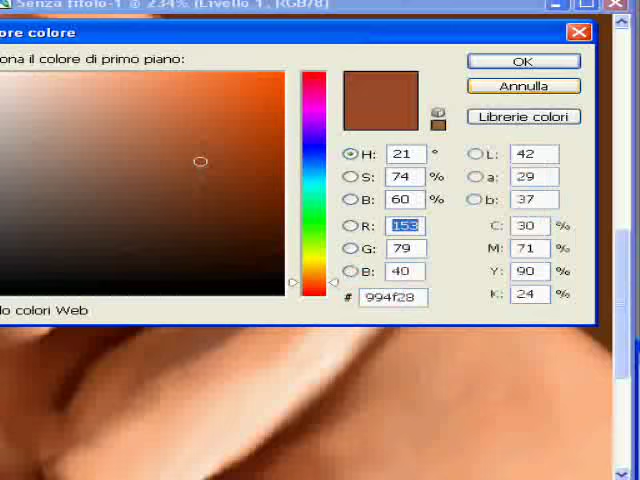 Senza titolo-1 @ 234% (Livello 1, RGB/8)
ore colore
ona il colore di primo piano:
OK
Annulla
Librerie colori
H: 21 °
S: 74 %
B: 60 %
R: 153
G: 79
B: 40
# 994f28
L: 42
a: 29
b: 37
C: 30 %
M: 71 %
Y: 90 %
K: 24 %
lo colori Web